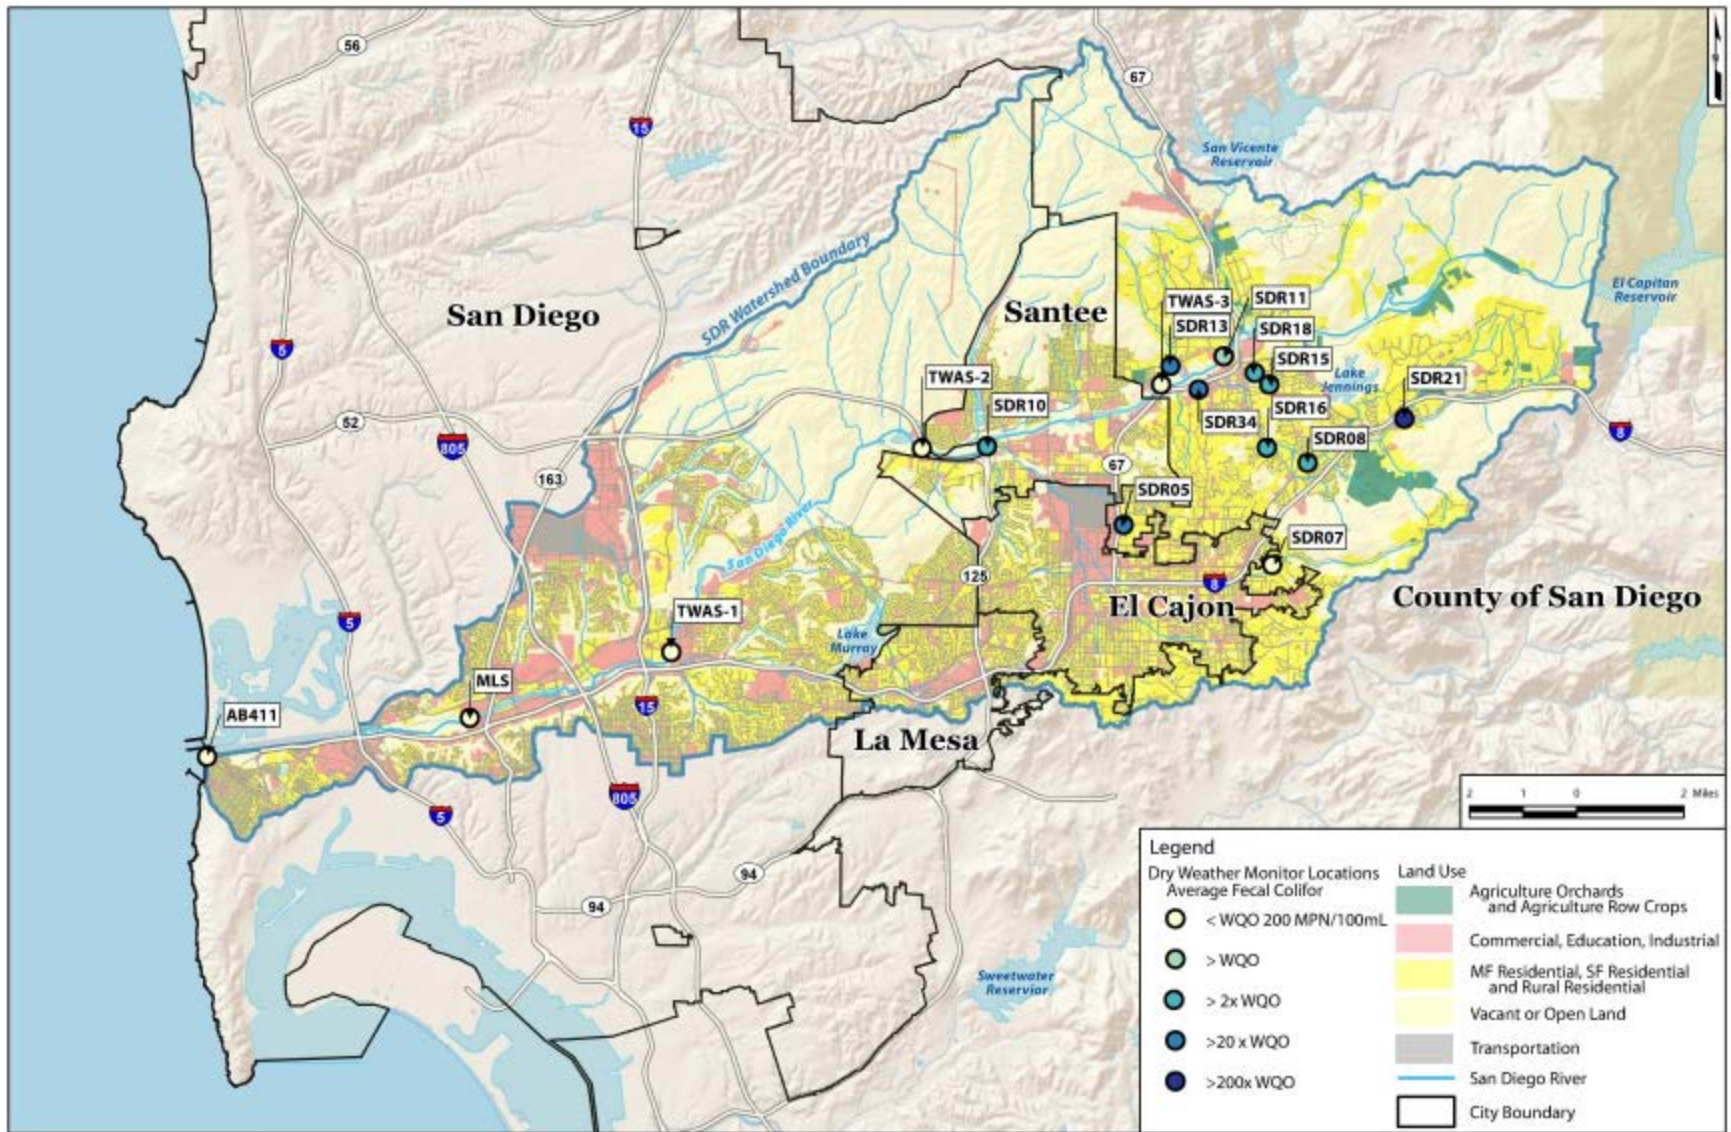 56
67
15
San Vicente
Reservoir
SDR Watershed Boundary
El Capitan
Reservoir
San Diego
Santee
TWAS-3
SDR11
SDR13
SDR18
5
SDR15
TWAS-2
Lake
Jennings
SDR21
SDR10
SDR16
52
SDR34
8
805
SDR08
163
67
SDR05
San Diego River
SDR07
125
8
5
TWAS-1
El Cajon
County of San Diego
Lake
Murray
MLS
15
AB411
La Mesa
805
5
2 1 0 2 Miles
94
94
Sweetwater
Reservior
Legend
Dry Weather Monitor Locations
Average Fecal Colifor
< WQO 200 MPN/100mL
> WQO
> 2x WQO
>20 x WQO
>200x WQO
Land Use
Agriculture Orchards
and Agriculture Row Crops
Commercial, Education, Industrial
MF Residential, SF Residential
and Rural Residential
Vacant or Open Land
Transportation
San Diego River
City Boundary